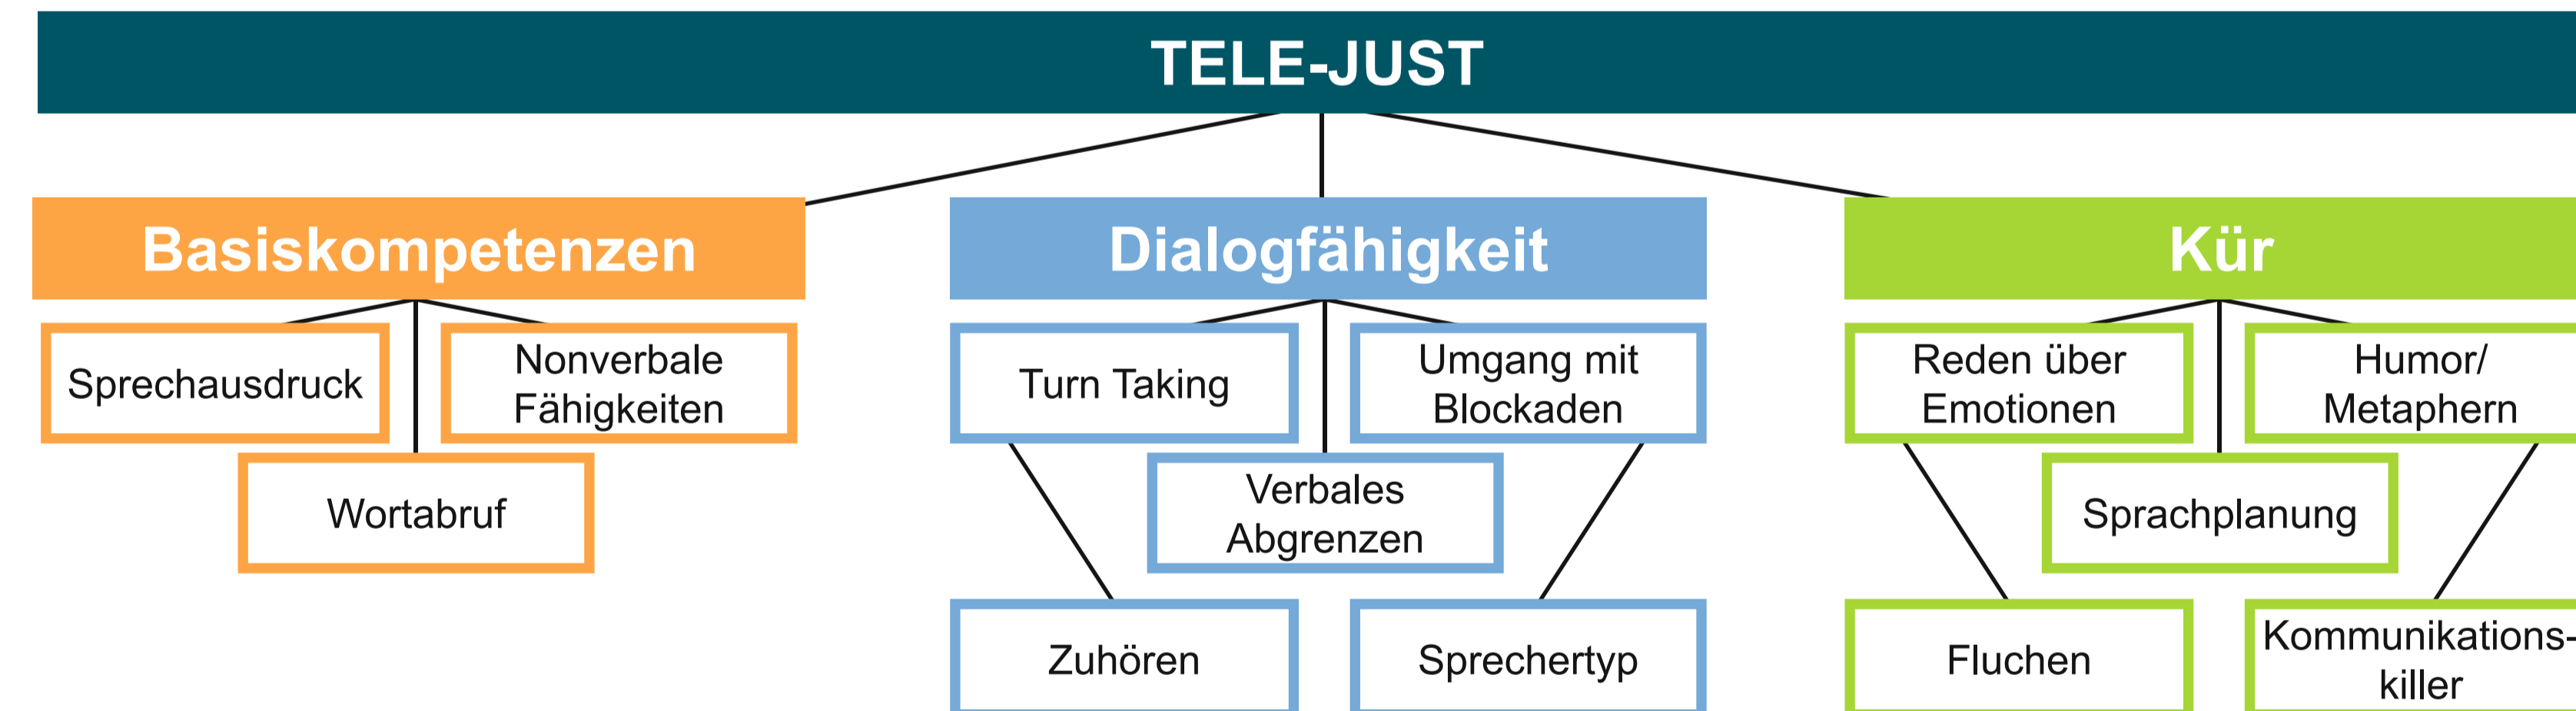 TELE-JUST
Basiskompetenzen
Sprechausdruck
Nonverbale
Fähigkeiten
Wortabruf
Dialogfähigkeit
Turn Taking
Umgang mit
Blockaden
Verbales
Abgrenzen
Zuhören
Sprechertyp
Kür
Reden über
Emotionen
Humor/
Metaphern
Sprachplanung
Fluchen
Kommunikations-
killer